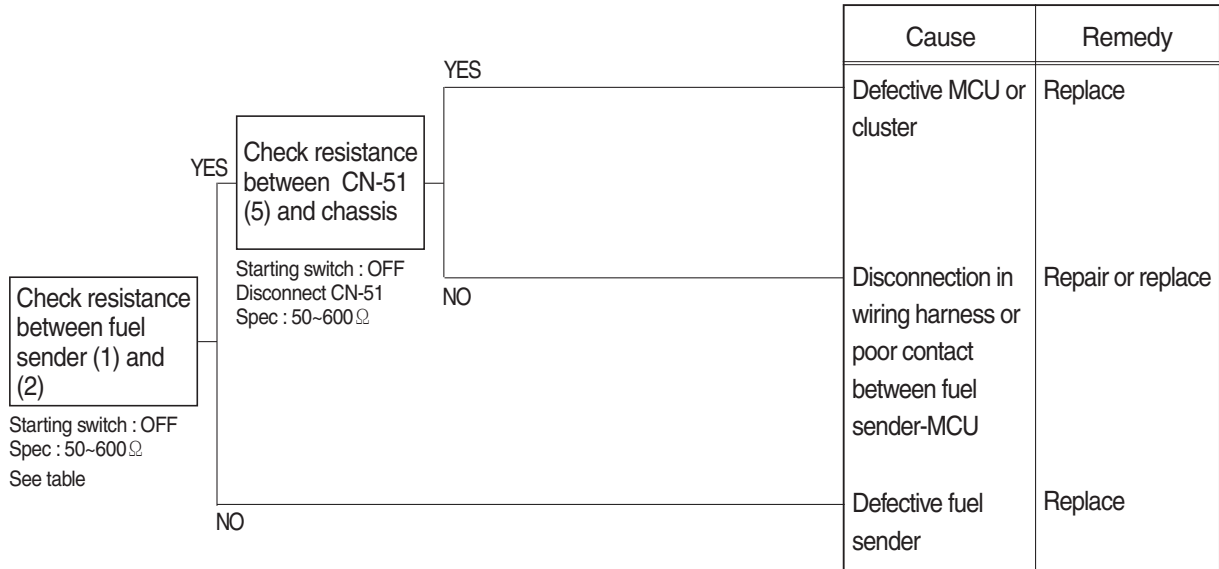 Cause
Remedy
YES
Defective MCU or
cluster
Replace
YES
Check resistance
between CN-51
(5) and chassis
Starting switch : OFF
Disconnect CN-51
Spec : 50~600Ω
NO
Disconnection in
wiring harness or
poor contact
between fuel
sender-MCU
Repair or replace
Check resistance
between fuel
sender (1) and
(2)
Starting switch : OFF
Spec : 50~600Ω
See table
NO
Defective fuel
sender
Replace